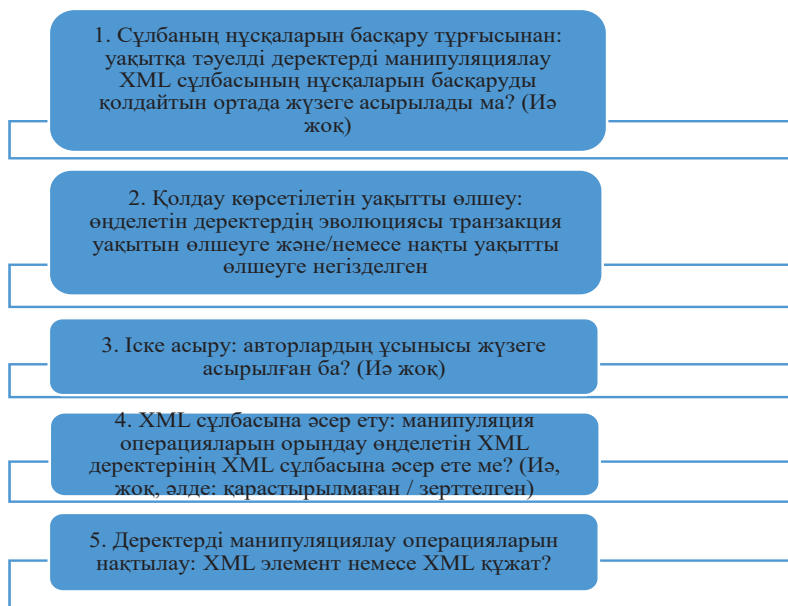 1. Сұлбаның нұсқаларын басқару тұрғысынан:
уақытқа тәуелді деректерді манипуляциялау
XML сұлбасының нұсқаларын басқаруды
қолдайтын ортада жүзеге асырылады ма? (Иә
жоқ)
2. Қолдау көрсетілетін уақытты өлшеу:
өңделетін деректердің эволюциясы транзакция
уақытын өлшеуге және/немесе нақты уақытты
өлшеуге негізделген
3. Іске асыру: авторлардың ұсынысы жүзеге
асырылған ба? (Иә жоқ)
4. XML сұлбасына әсер ету: манипуляция
операцияларын орындау өңделетін XML
деректерінің XML сұлбасына әсер ете ме? (Иә,
жоқ, әлде: қарастырылмаған / зерттелген)
5. Деректерді манипуляциялау операцияларын
нақтылау: XML элемент немесе XML құжат?